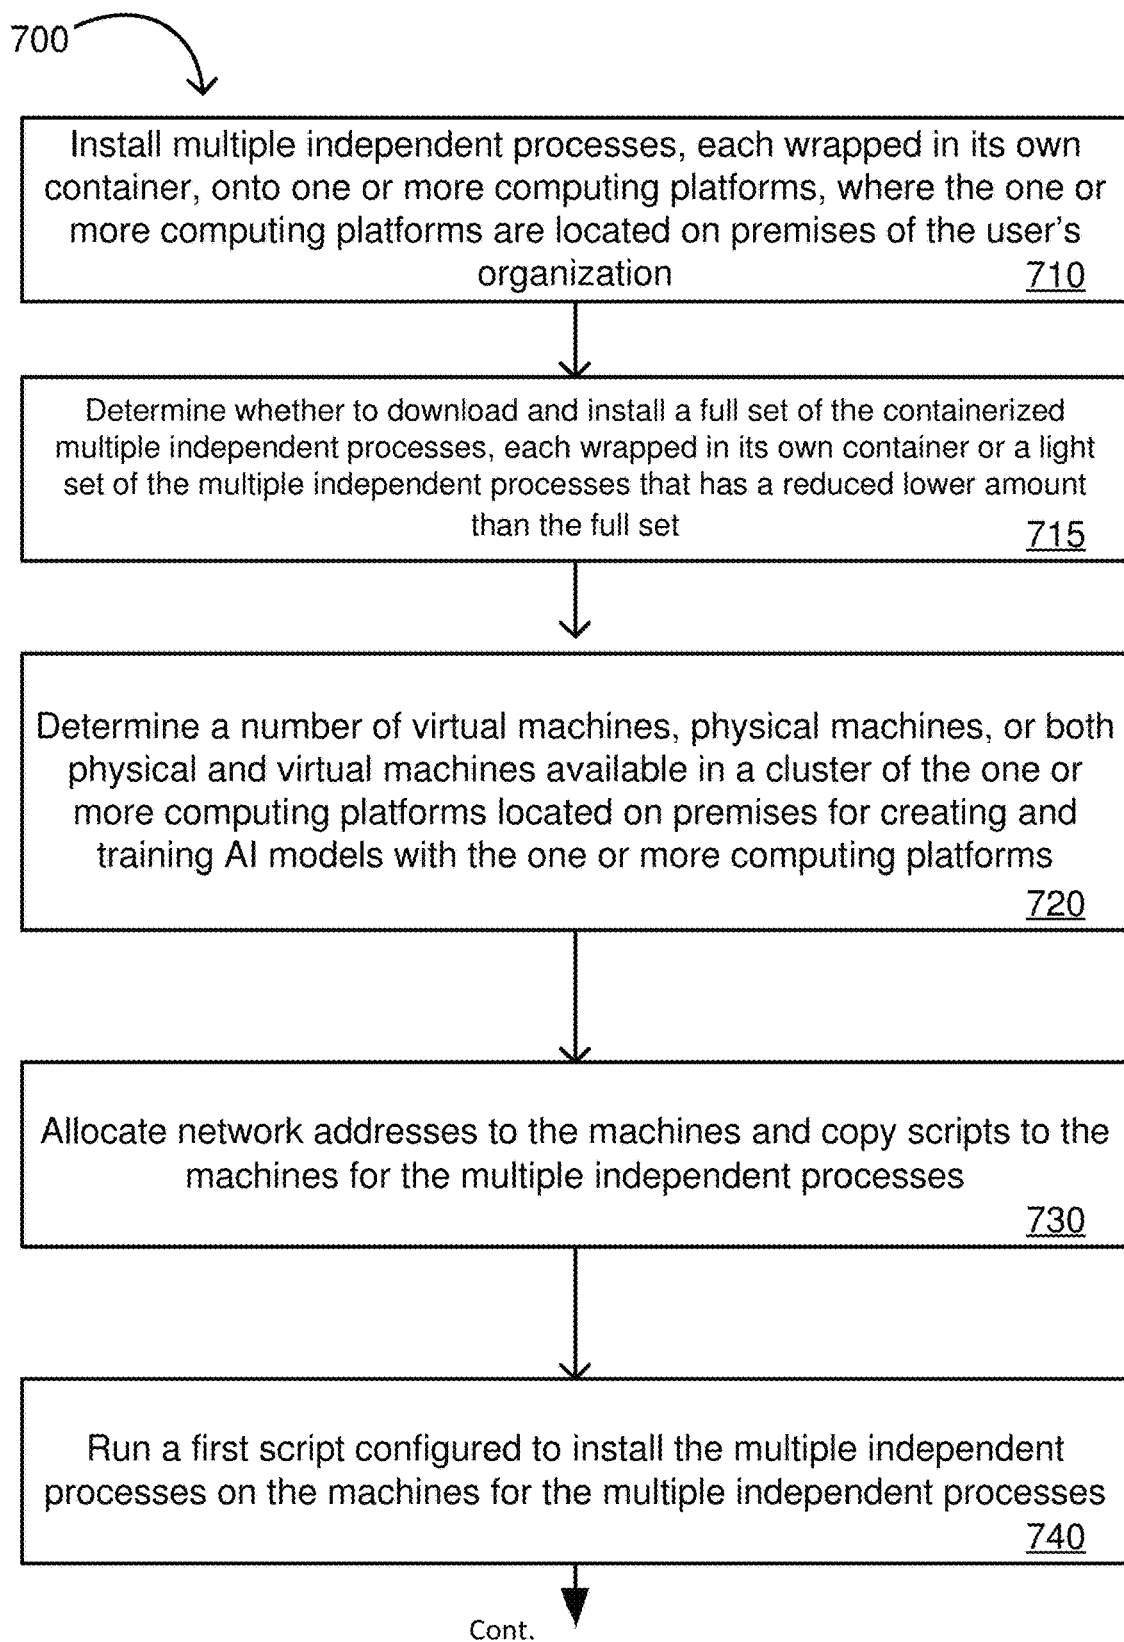 700
Install multiple independent processes, each wrapped in its own
container, onto one or more computing platforms, where the one or
more computing platforms are located on premises of the user's
organization
710
Determine whether to download and install a full set of the containerized
multiple independent processes, each wrapped in its own container or a light
set of the multiple independent processes that has a reduced lower amount
than the full set
715
Determine a number of virtual machines, physical machines, or both
physical and virtual machines available in a cluster of the one or
more computing platforms located on premises for creating and
training AI models with the one or more computing platforms
720
Allocate network addresses to the machines and copy scripts to the
machines for the multiple independent processes
730
Run a first script configured to install the multiple independent
processes on the machines for the multiple independent processes
740
Cont.